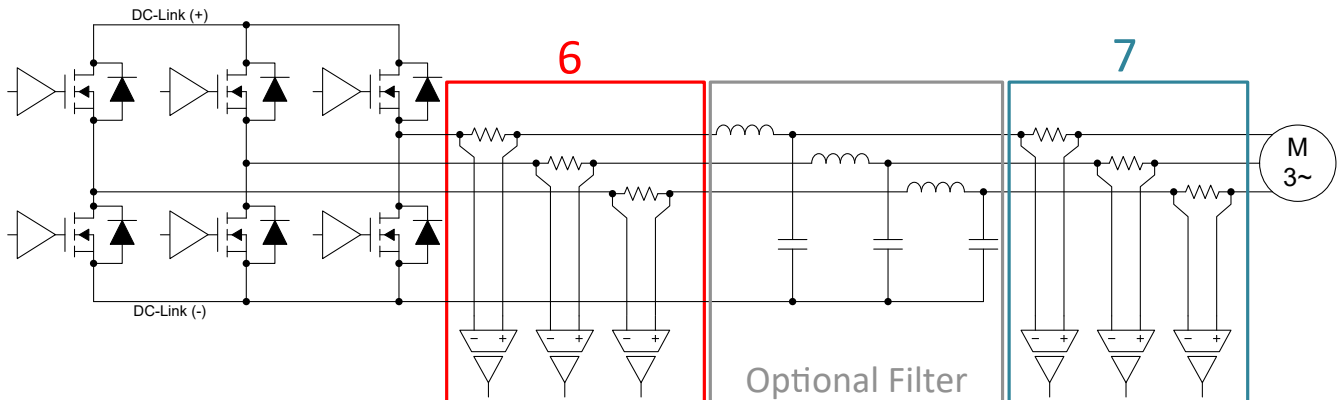 DC-Link (+)
6
7
M
3~
DC-Link (-)
− +
− +
− +
− +
− +
− +
Optional Filter